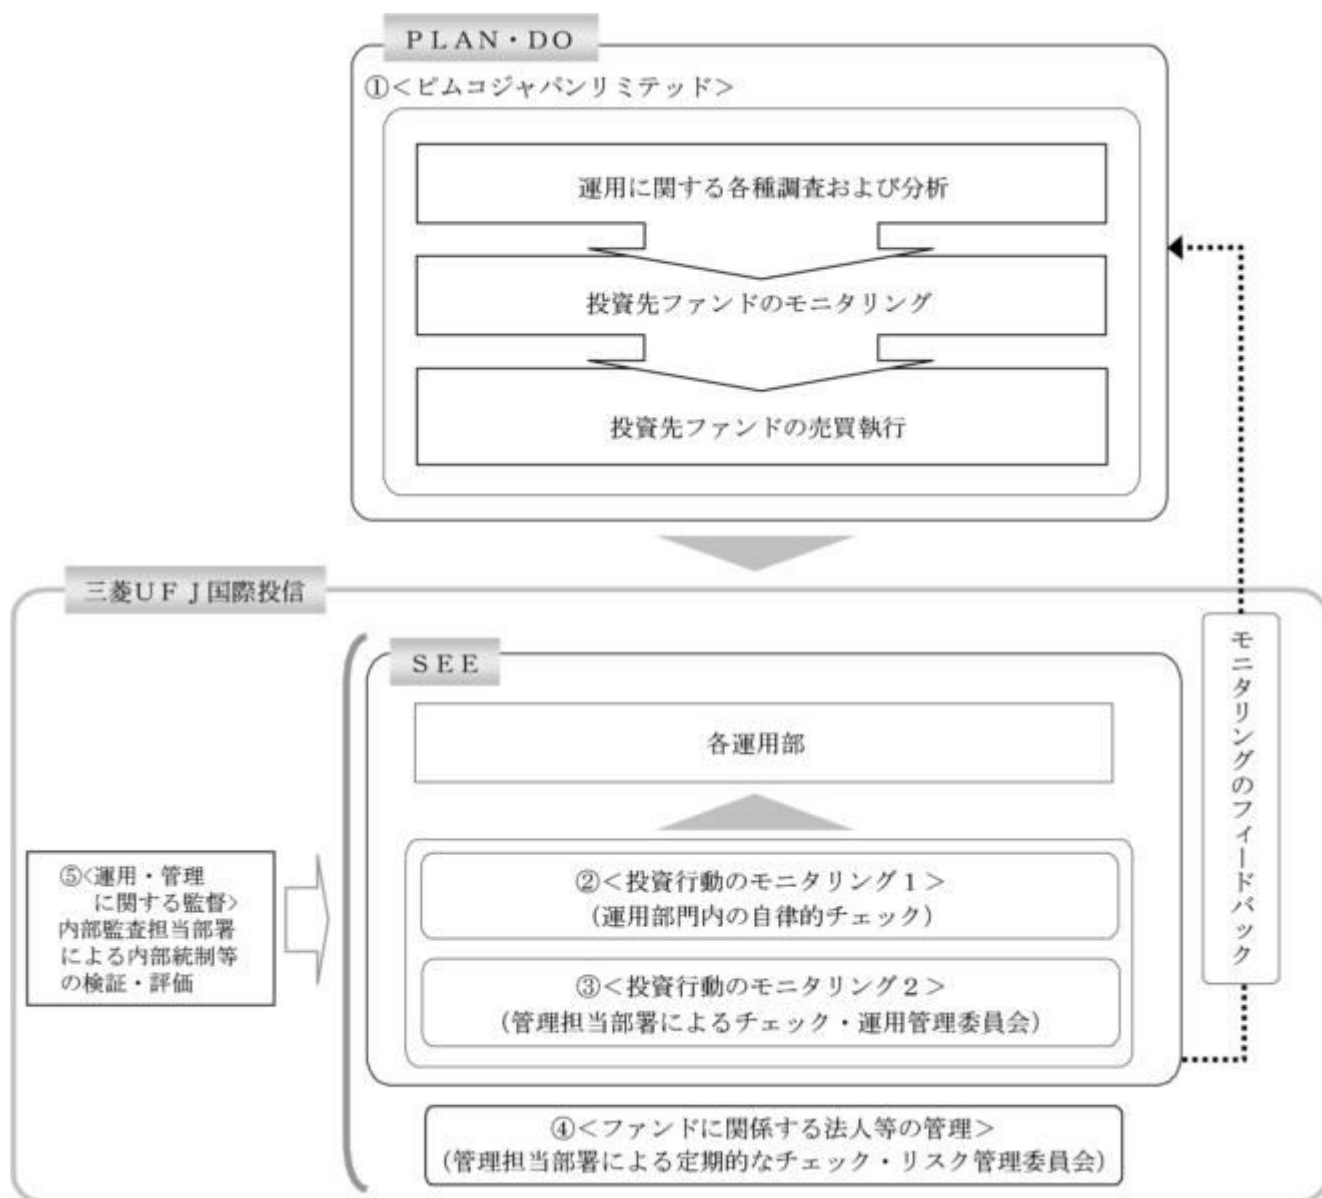 ＰＬＡＮ・ＤＯ
①＜ピムコジャパンリミテッド＞
運用に関する各種調査および分析
投資先ファンドのモニタリング
投資先ファンドの売買執行
三菱ＵＦＪ国際投信
ＳＥＥ
各運用部
②＜投資行動のモニタリング１＞
（運用部門内の自律的チェック）
③＜投資行動のモニタリング２＞
（管理担当部署によるチェック・運用管理委員会）
④＜ファンドに関係する法人等の管理＞
（管理担当部署による定期的なチェック・リスク管理委員会）
⑤<運用・管理
に関する監督>
内部監査担当部署
による内部統制等
の検証・評価
モニタリングのフィードバック